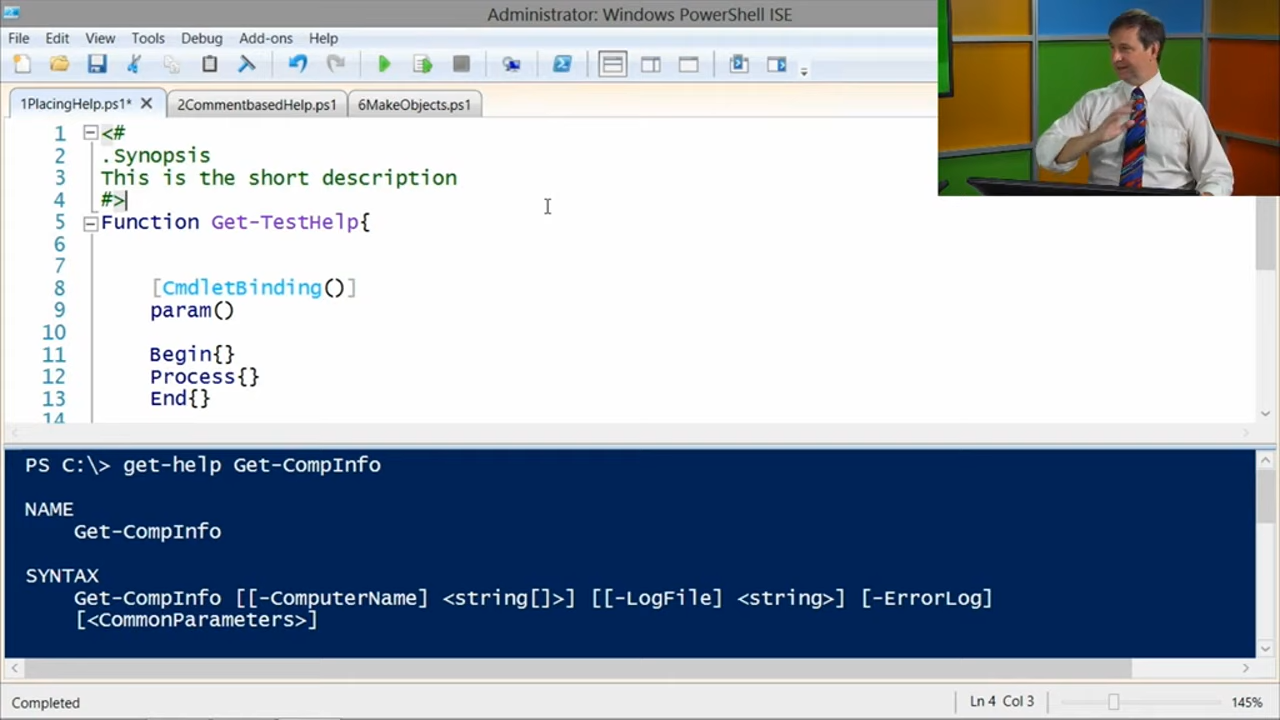 Administrator: Windows PowerShell ISE
File Edit View Tools Debug Add-ons Help
1PlacingHelp.ps1* 2CommentbasedHelp.ps1 6MakeObjects.ps1
1 <#
2 .Synopsis
3 This is the short description
4 #>
5 Function Get-TestHelp{
6
7
8 [CmdletBinding()]
9 param()
10
11 Begin{}
12 Process{}
13 End{}
14
PS C:\> get-help Get-CompInfo
NAME
Get-CompInfo
SYNTAX
Get-CompInfo [[-ComputerName] <string[]>] [[-LogFile] <string>] [-ErrorLog]
[<CommonParameters>]
Completed Ln 4 Col 3 145%